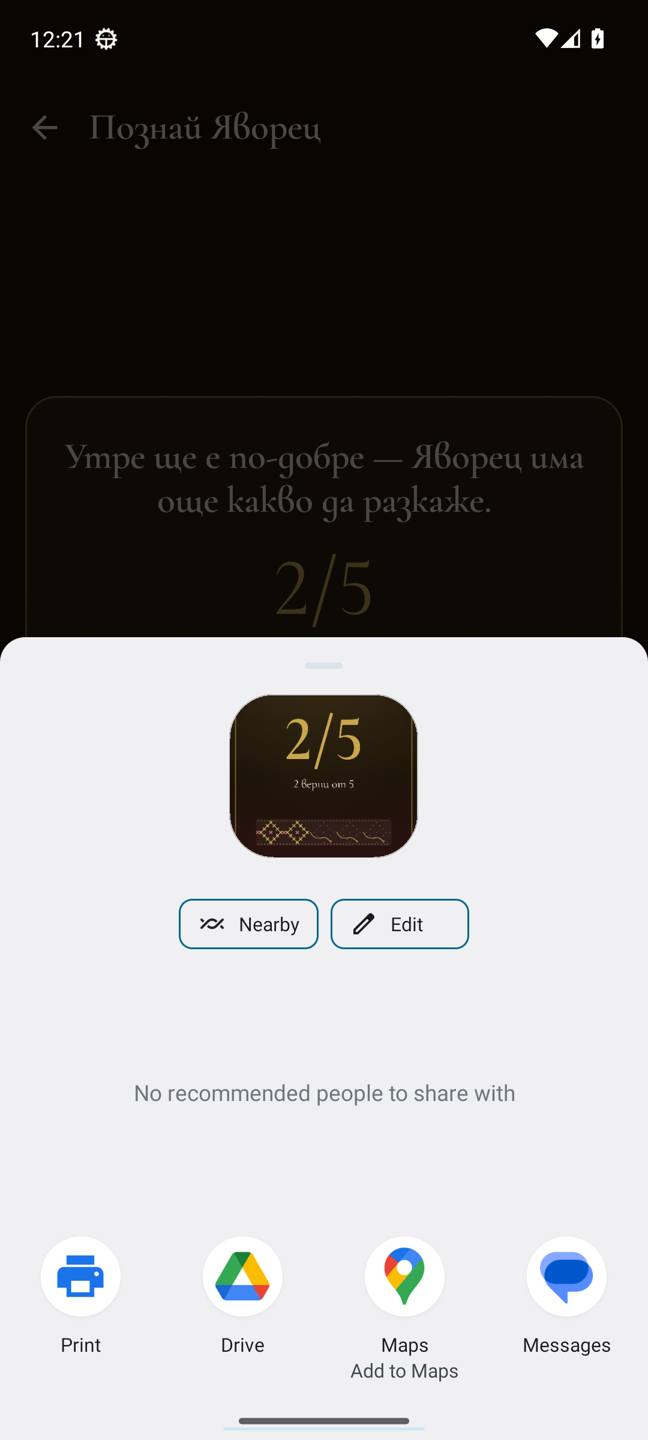 12:21
Познай Яворец
Утре ще е по-добре — Яворец има
още какво да разкаже.
2/5
2/5
2 верни от 5
Nearby
Edit
No recommended people to share with
Print
Drive
Maps
Messages
Add to Maps